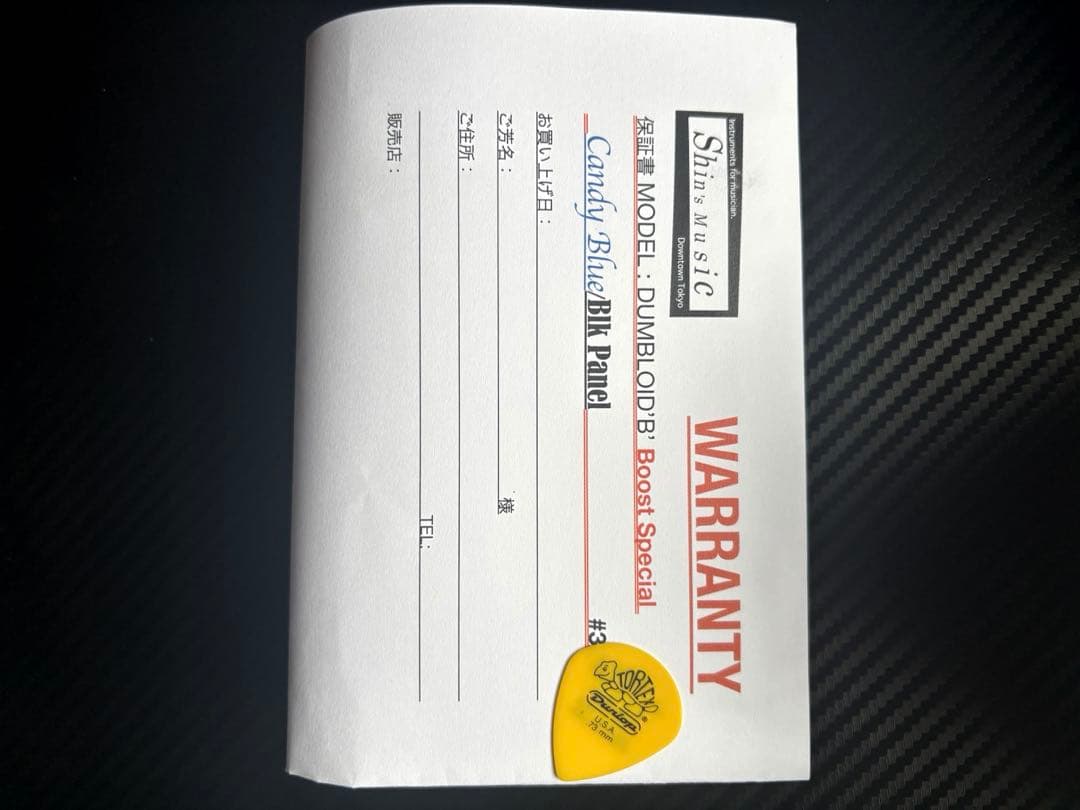 Instruments for musician.
Shin's Music
Downtown Tokyo
WARRANTY
保証書 MODEL : DUMBLOID'B' Boost Special
Candy Blue/Blk Panel #3
お買い上げ日：
ご芳名： 様
ご住所：
TEL:
販売店：
TORTEX®
Dunlop
U.S.A.
.73 mm